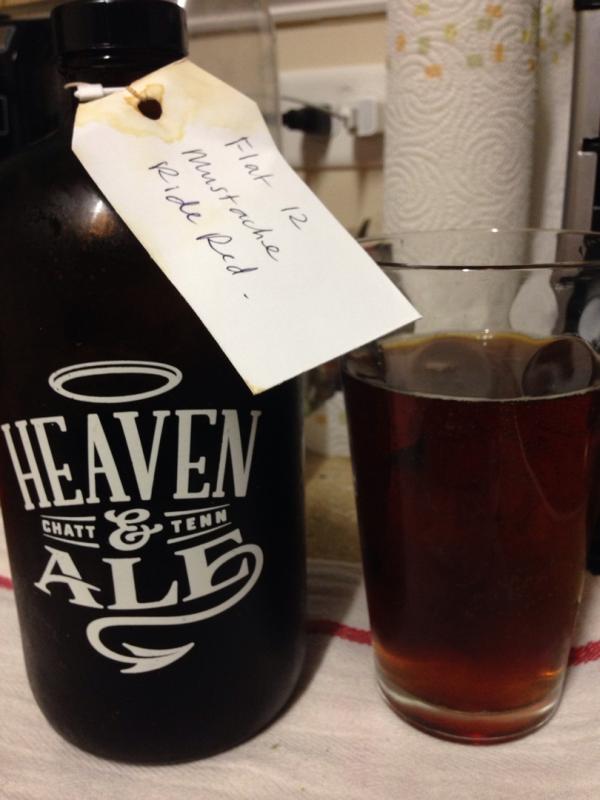 Flat 12
Mustache
Ride Red.
HEAVEN
CHATT & TENN
ALE